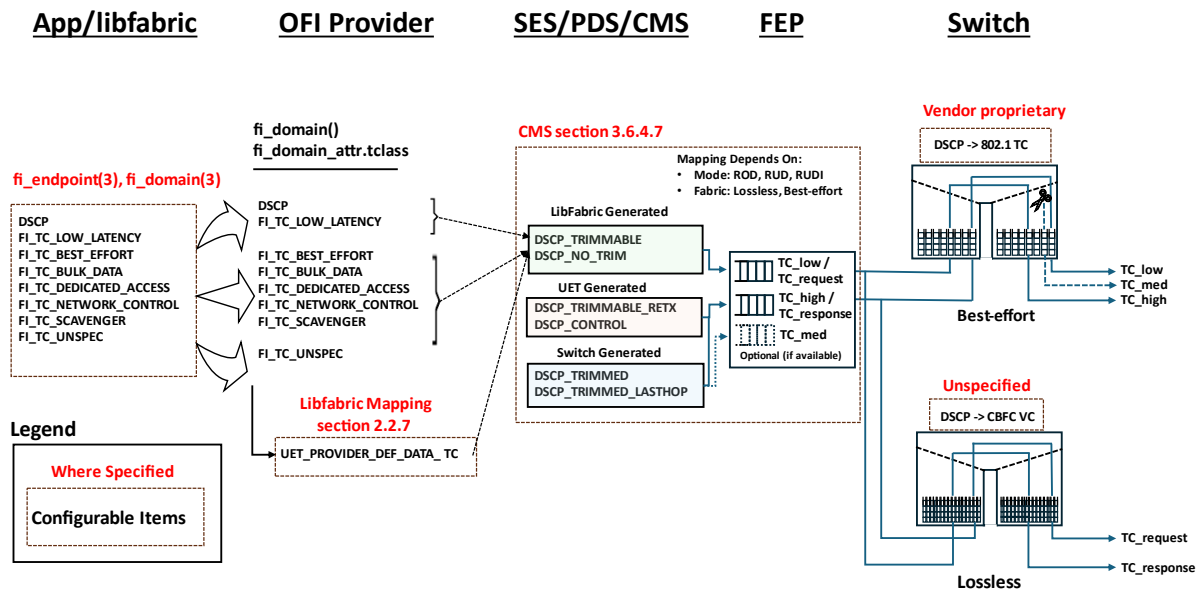 App/libfabric
OFI Provider
SES/PDS/CMS
FEP
Switch
fi_endpoint(3), fi_domain(3)
DSCP
FI_TC_LOW_LATENCY
FI_TC_BEST_EFFORT
FI_TC_BULK_DATA
FI_TC_DEDICATED_ACCESS
FI_TC_NETWORK_CONTROL
FI_TC_SCAVENGER
FI_TC_UNSPEC
fi_domain()
fi_domain_attr.tclass
DSCP
FI_TC_LOW_LATENCY
FI_TC_BEST_EFFORT
FI_TC_BULK_DATA
FI_TC_DEDICATED_ACCESS
FI_TC_NETWORK_CONTROL
FI_TC_SCAVENGER
FI_TC_UNSPEC
Libfabric Mapping
section 2.2.7
UET_PROVIDER_DEF_DATA_ TC
CMS section 3.6.4.7
Mapping Depends On:
• Mode: ROD, RUD, RUDI
• Fabric: Lossless, Best-effort
LibFabric Generated
DSCP_TRIMMABLE
DSCP_NO_TRIM
UET Generated
DSCP_TRIMMABLE_RETX
DSCP_CONTROL
Switch Generated
DSCP_TRIMMED
DSCP_TRIMMED_LASTHOP
TC_low /
TC_request
TC_high /
TC_response
TC_med
Optional (if available)
Vendor proprietary
DSCP -> 802.1 TC
TC_low
TC_med
TC_high
Best-effort
Unspecified
DSCP -> CBFC VC
TC_request
TC_response
Lossless
Legend
Where Specified
Configurable Items